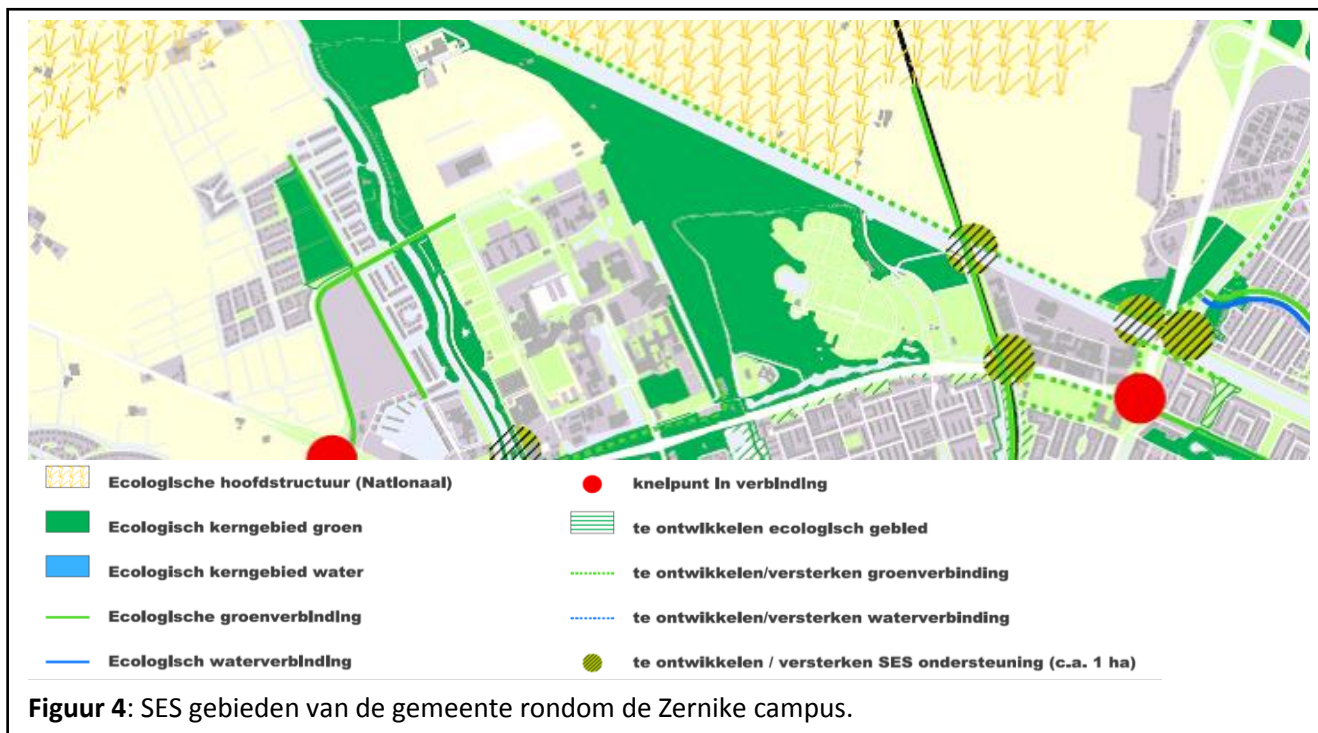 Ecologische hoofdstructuur (Nationaal)
Ecologisch kerngebied groen
Ecologisch kerngebied water
Ecologische groenverbinding
Ecologisch waterverbinding
knelpunt in verbinding
te ontwikkelen ecologisch gebied
te ontwikkelen/versterken groenverbinding
te ontwikkelen/versterken waterverbinding
te ontwikkelen / versterken SES ondersteuning (c.a. 1 ha)
Figuur 4: SES gebieden van de gemeente rondom de Zernike campus.